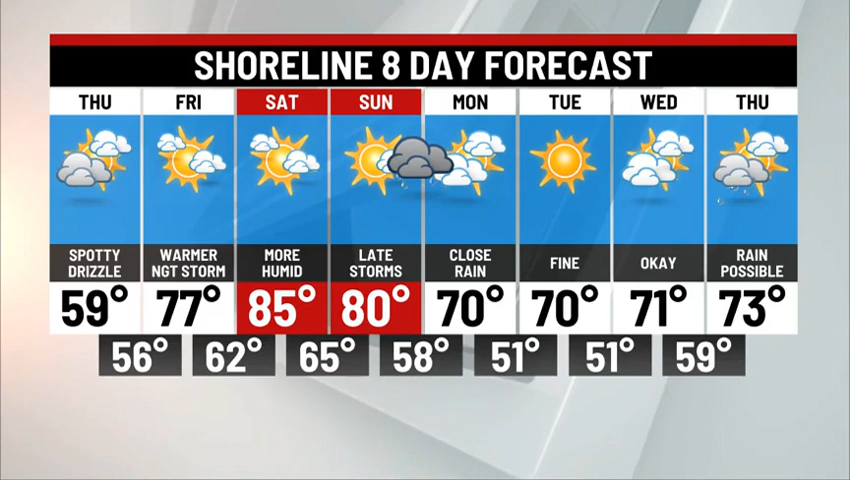 SHORELINE 8 DAY FORECAST
THU FRI SAT SUN MON TUE WED THU
SPOTTY DRIZZLE
WARMER NGT STORM
MORE HUMID
LATE STORMS
CLOSE RAIN
FINE
OKAY
RAIN POSSIBLE
59° 77° 85° 80° 70° 70° 71° 73°
56° 62° 65° 58° 51° 51° 59°